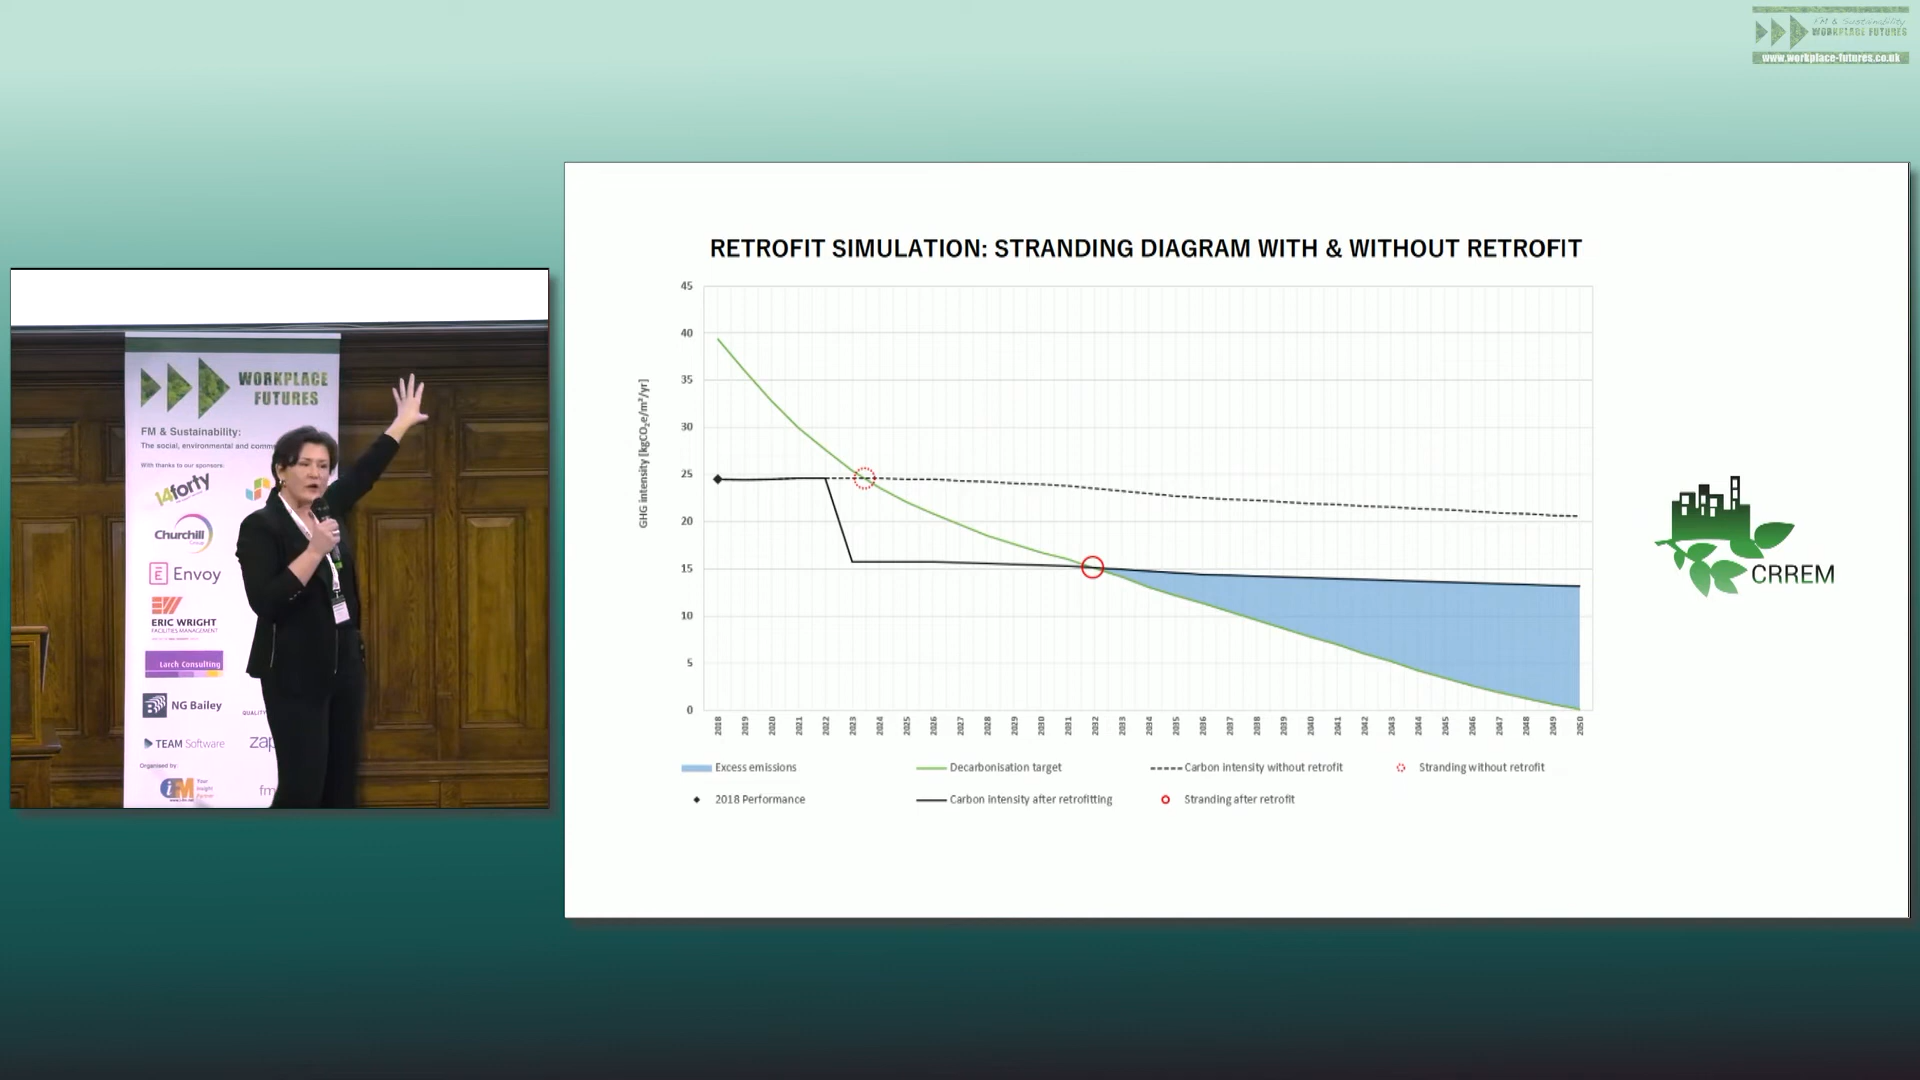 FM & Sustainability
WORKPLACE FUTURES
www.workplace-futures.co.uk
WORKPLACE
FUTURES
FM & Sustainability:
The social, environmental and comme
With thanks to our sponsors:
14forty
Churchill
Group
Envoy
ERIC WRIGHT
FACILITIES MANAGEMENT
Larch Consulting
NG Bailey
QUALITY
TEAM Software
zap
Organised by
iFM
Your
Insight
Partner
fm
RETROFIT SIMULATION: STRANDING DIAGRAM WITH & WITHOUT RETROFIT
GHG intensity [kgCO₂e/m²/yr]
45
40
35
30
25
20
15
10
5
0
2018 2019 2020 2021 2022 2023 2024 2025 2026 2027 2028 2029 2030 2031 2032 2033 2034 2035 2036 2037 2038 2039 2040 2041 2042 2043 2044 2045 2046 2047 2048 2049 2050
Excess emissions Decarbonisation target Carbon intensity without retrofit Stranding without retrofit
2018 Performance Carbon intensity after retrofitting Stranding after retrofit
CRREM